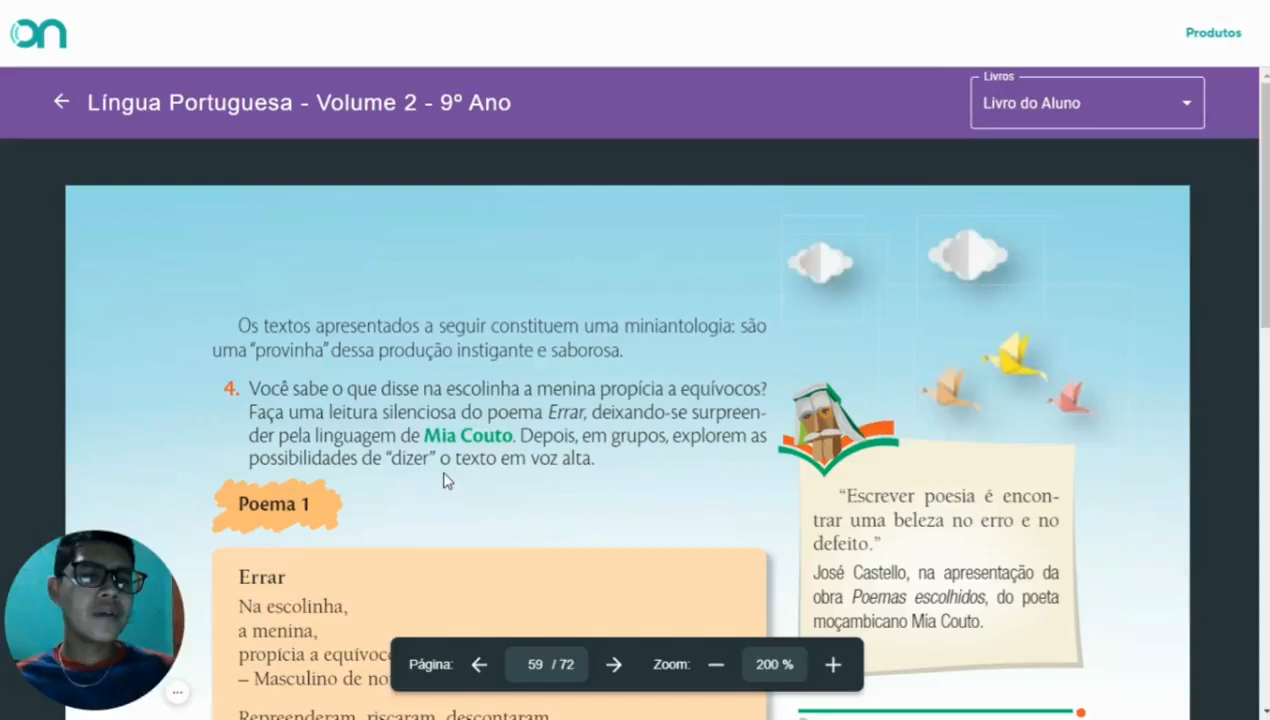 on
Produtos
Língua Portuguesa - Volume 2 - 9º Ano
Livros
Livro do Aluno
Os textos apresentados a seguir constituem uma miniantologia: são
uma “provinha” dessa produção instigante e saborosa.
4. Você sabe o que disse na escolinha a menina propícia a equívocos?
Faça uma leitura silenciosa do poema Errar, deixando-se surpreen-
der pela linguagem de Mia Couto. Depois, em grupos, explorem as
possibilidades de “dizer” o texto em voz alta.
Poema 1
“Escrever poesia é encon-
trar uma beleza no erro e no
defeito.”
José Castello, na apresentação da
obra Poemas escolhidos, do poeta
moçambicano Mia Couto.
Errar
Na escolinha,
a menina,
propícia a equívoc
– Masculino de no
Repreenderam, riscaram, descontaram
Página: 59 / 72 Zoom: 200 %